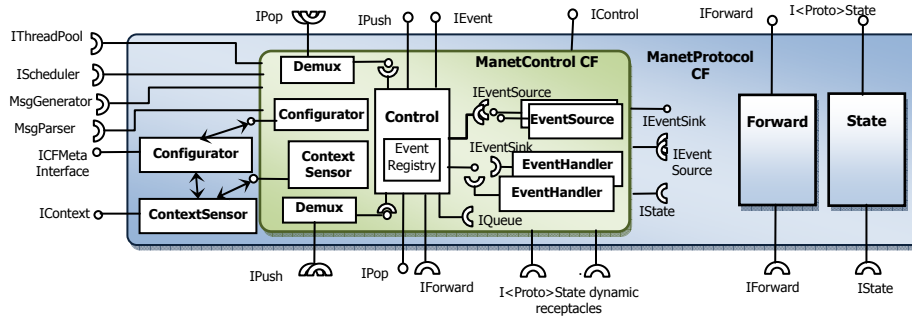 IPop
IPush
IEvent
IControl
IForward
I<Proto>State
IThreadPool
IScheduler
MsgGenerator
MsgParser
ICFMeta
Interface
IContext
Demux
ManetControl CF
ManetProtocol
CF
Configurator
Control
Event
Registry
IEventSource
EventSource
IEventSink
EventHandler
EventHandler
IEventSink
IEvent
Source
IState
Forward
State
Configurator
Context
Sensor
ContextSensor
Demux
IQueue
IPush
IPop
IForward
I<Proto>State dynamic
receptacles
IForward
IState